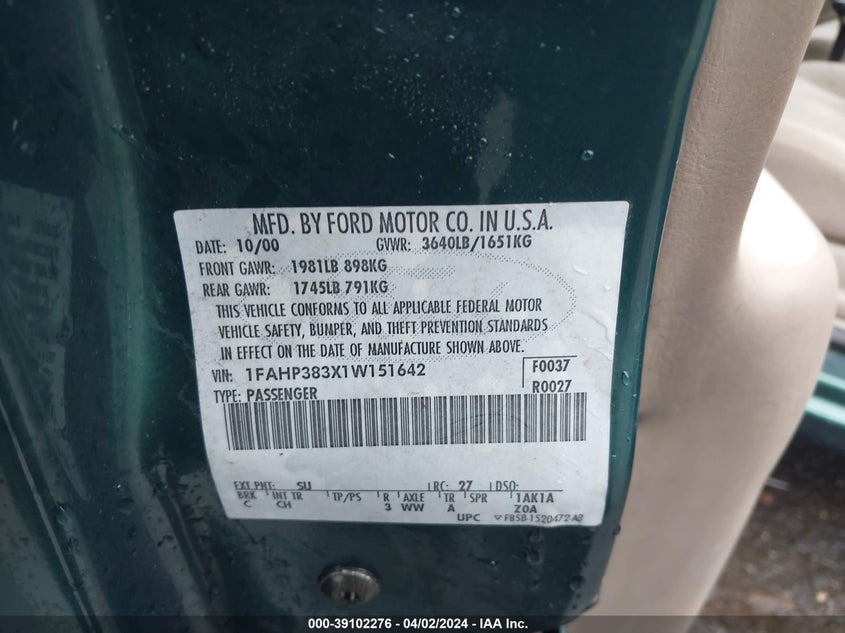 MFD. BY FORD MOTOR CO. IN U.S.A.
DATE: 10/00 GVWR: 3640LB/1651KG
FRONT GAWR: 1981LB 898KG
REAR GAWR: 1745LB 791KG
THIS VEHICLE CONFORMS TO ALL APPLICABLE FEDERAL MOTOR
VEHICLE SAFETY, BUMPER, AND THEFT PREVENTION STANDARDS
IN EFFECT ON THE DATE OF MANUFACTURE SHOWN ABOVE.
VIN: 1FAHP383X1W151642 F0037
TYPE: PASSENGER R0027
EXT PNT: SU RC: 27 DSO:
BRK INT TR TP/PS R AXLE TR SPR 1AK1A
C CH 3 WW A Z0A
UPC F85B-1520472-AB
000-39102276 - 04/02/2024 - IAA Inc.